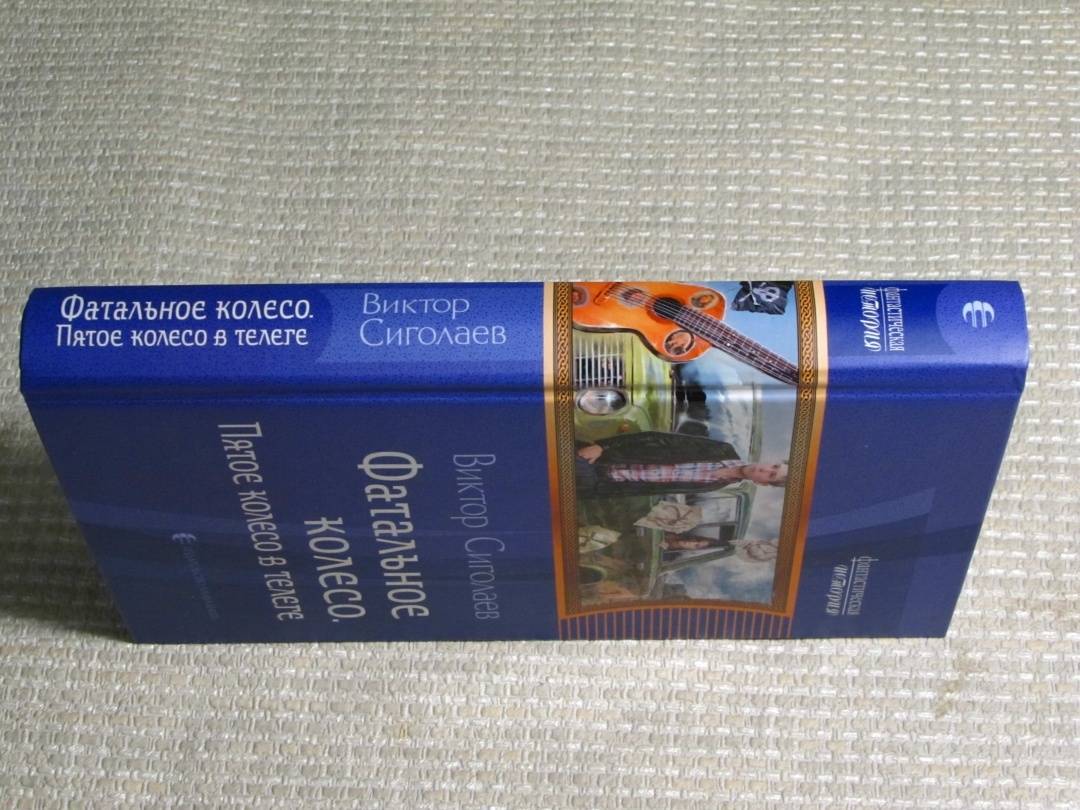 Фатальное колесо.
Пятое колесо в телеге
Виктор
Сиголаев
фантастическая
история
Виктор Сиголаев
Фатальное
колесо.
Пятое колесо в телеге
фантастическая
история